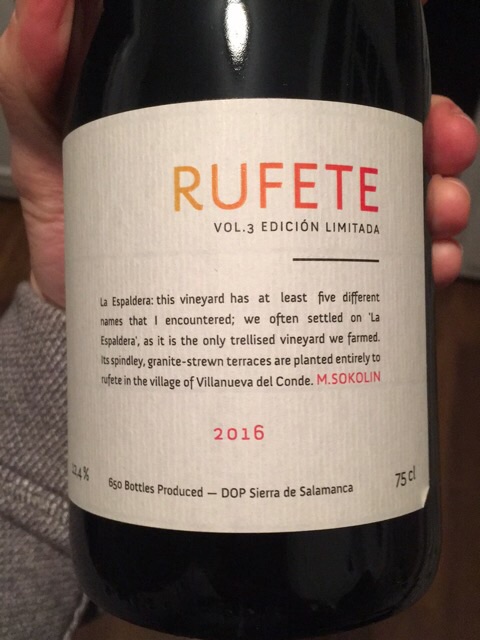 RUFETE
VOL.3 EDICIÓN LIMITADA
La Espaldera: this vineyard has at least five different
names that I encountered; we often settled on 'La
Espaldera', as it is the only trellised vineyard we farmed.
Its spindley, granite-strewn terraces are planted entirely to
rufete in the village of Villanueva del Conde. M.SOKOLIN
2016
650 Bottles Produced — DOP Sierra de Salamanca
75 cl